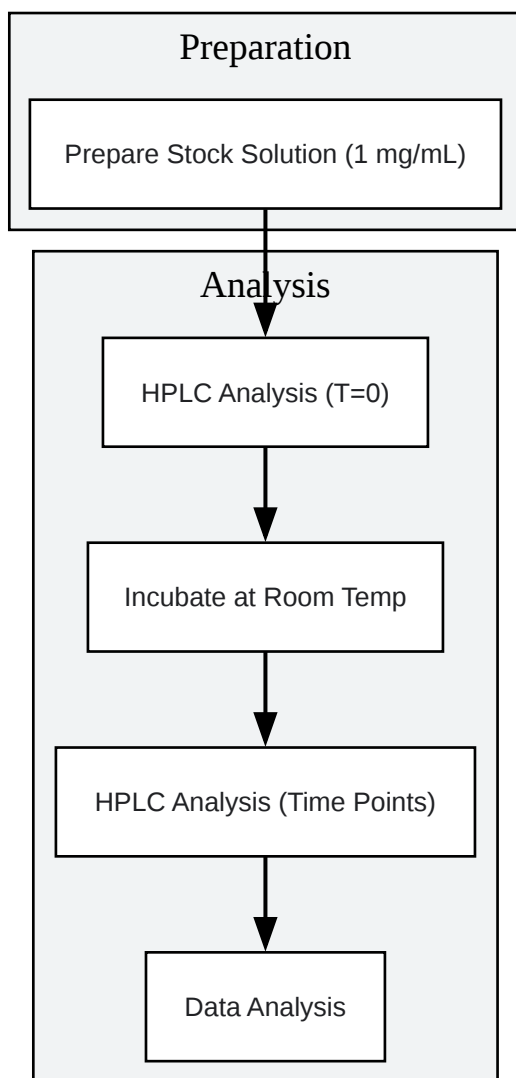 Preparation
Prepare Stock Solution (1 mg/mL)
Analysis
HPLC Analysis (T=0)
Incubate at Room Temp
HPLC Analysis (Time Points)
Data Analysis